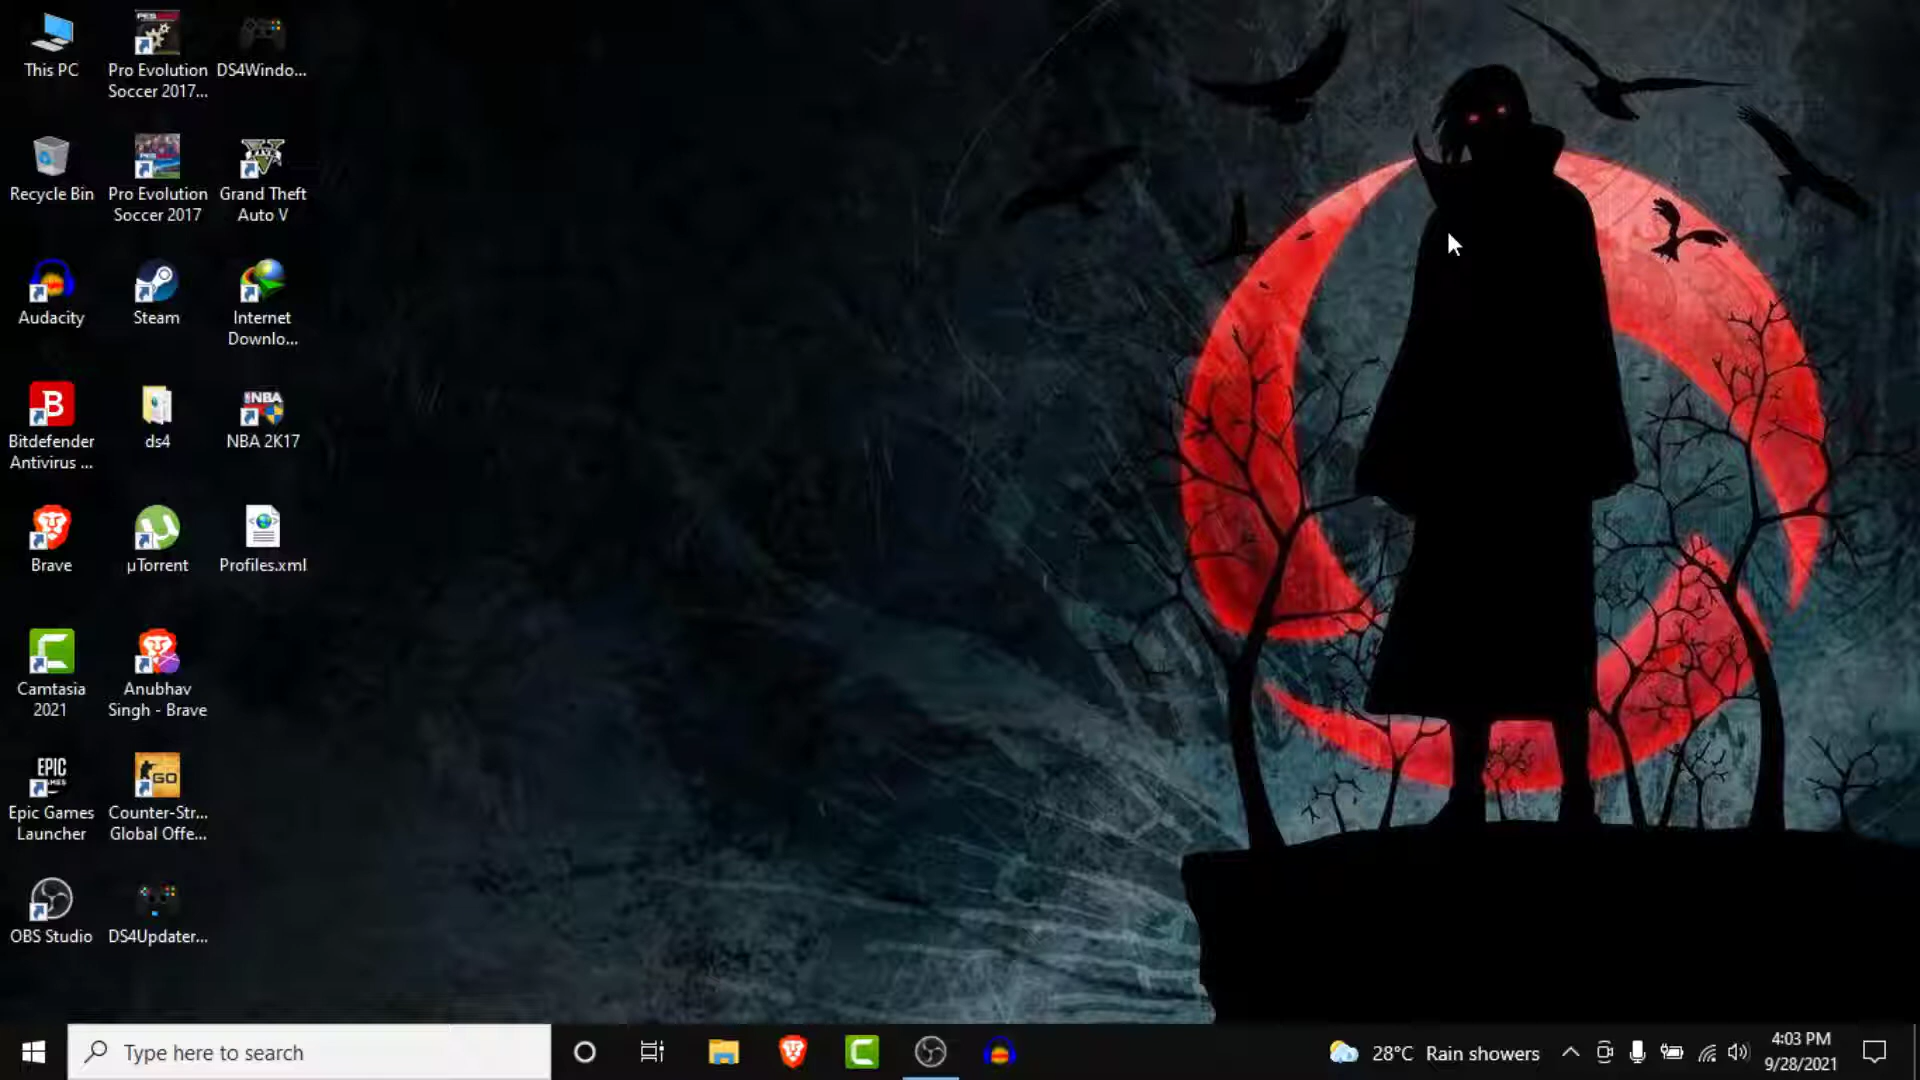 This PC
Pro Evolution
Soccer 2017...
DS4Windo...
Recycle Bin
Pro Evolution
Soccer 2017
Grand Theft
Auto V
Audacity
Steam
Internet
Downlo...
Bitdefender
Antivirus ...
ds4
NBA 2K17
Brave
µTorrent
Profiles.xml
Camtasia
2021
Anubhav
Singh - Brave
Epic Games
Launcher
Counter-Str...
Global Offe...
OBS Studio
DS4Updater...
Type here to search
28°C Rain showers
4:03 PM
9/28/2021